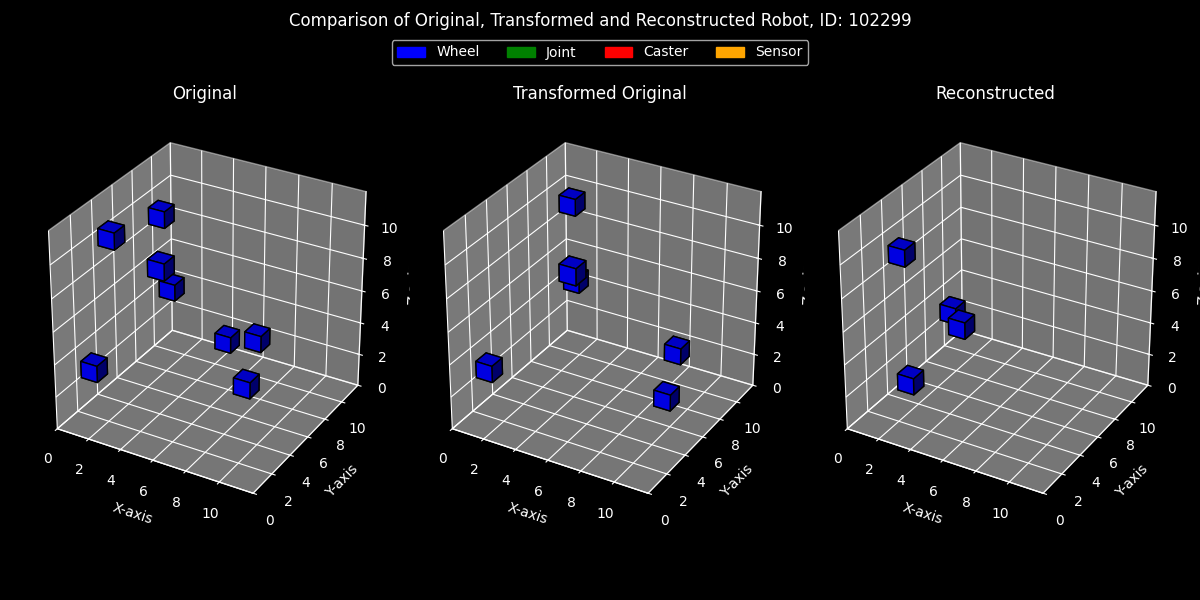 Comparison of Original, Transformed and Reconstructed Robot, ID: 102299
Wheel Joint Caster Sensor
Original Transformed Original Reconstructed
10 10 10
8 8 8
6 6 6
4 4 4
2 2 2
0 0 0
10 10 10
8 8 8
6 6 6
4 4 4
2 2 2
0 0 0
0 2 4 6 8 10 0 2 4 6 8 10 0 2 4 6 8 10
X-axis Y-axis X-axis Y-axis X-axis Y-axis